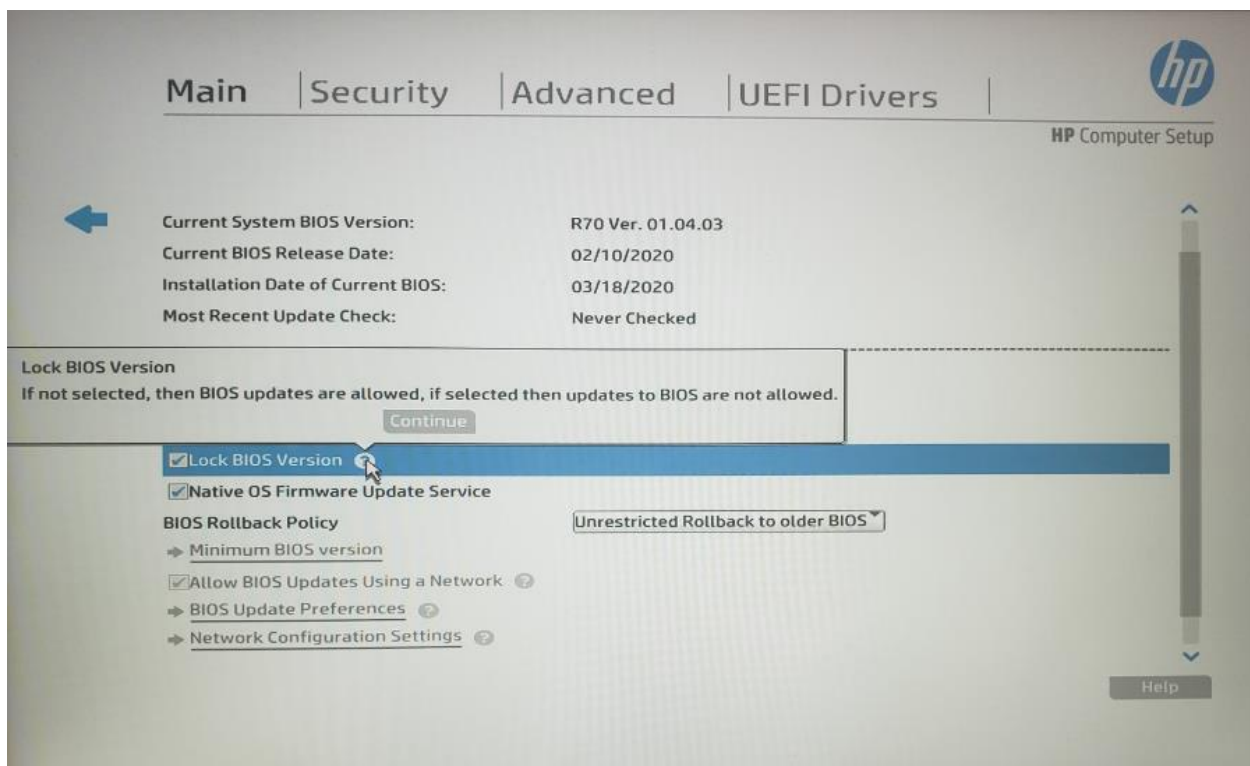 hp
Main | Security | Advanced | UEFI Drivers |
HP Computer Setup
Current System BIOS Version: R70 Ver. 01.04.03
Current BIOS Release Date: 02/10/2020
Installation Date of Current BIOS: 03/18/2020
Most Recent Update Check: Never Checked
Lock BIOS Version
If not selected, then BIOS updates are allowed, if selected then updates to BIOS are not allowed.
Continue
Lock BIOS Version ?
Native OS Firmware Update Service
BIOS Rollback Policy Unrestricted Rollback to older BIOS
Minimum BIOS version
Allow BIOS Updates Using a Network ?
BIOS Update Preferences ?
Network Configuration Settings ?
Help